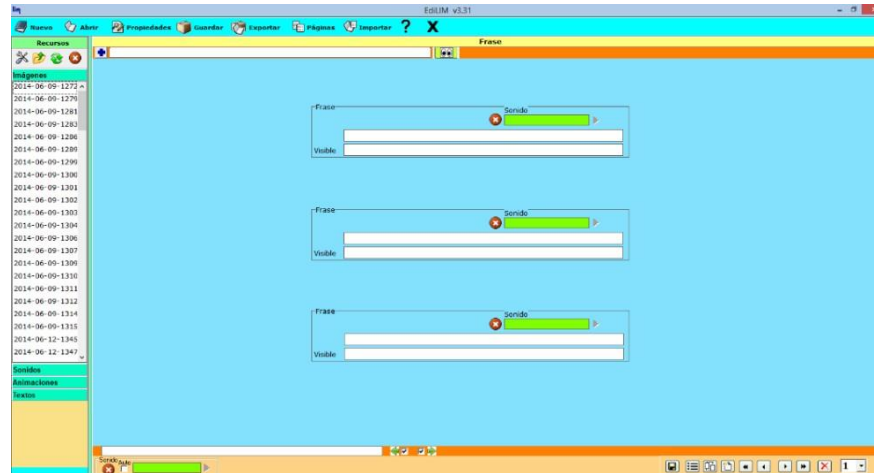 EdiLIM v3.31
Nuevo Abrir Propiedades Guardar Exportar Páginas Importar ? X
Recursos
Frase
Imágenes
2014-06-09-1272
2014-06-09-1279
2014-06-09-1281
2014-06-09-1283
2014-06-09-1286
2014-06-09-1289
2014-06-09-1299
2014-06-09-1300
2014-06-09-1301
2014-06-09-1302
2014-06-09-1303
2014-06-09-1304
2014-06-09-1306
2014-06-09-1307
2014-06-09-1309
2014-06-09-1310
2014-06-09-1311
2014-06-09-1312
2014-06-09-1314
2014-06-09-1315
2014-06-12-1345
2014-06-12-1347
Sonidos
Animaciones
Textos
Frase
Sonido
Visible
Frase
Sonido
Visible
Frase
Sonido
Visible
Sonido Auto
1